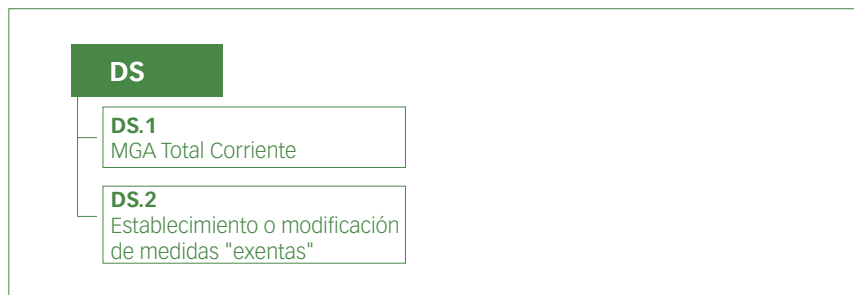 DS
DS.1
MGA Total Corriente
DS.2
Establecimiento o modificación
de medidas "exentas"